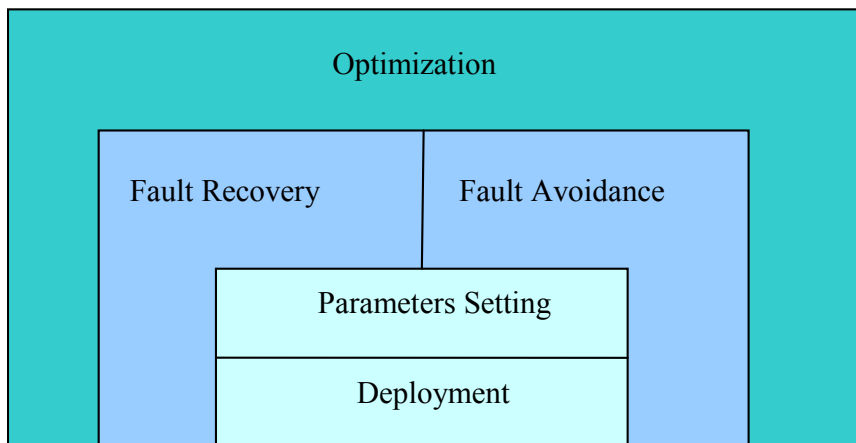 Optimization
Fault Recovery
Fault Avoidance
Parameters Setting
Deployment